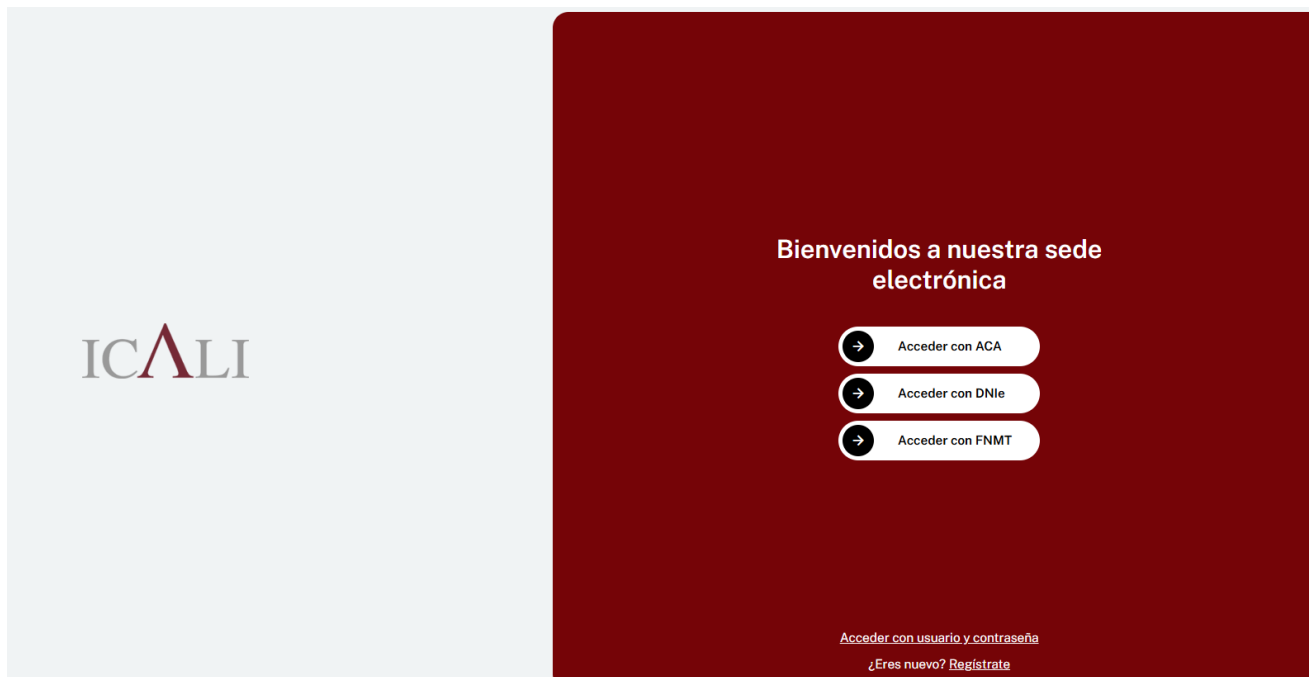 ICALI
Bienvenidos a nuestra sede
electrónica
Acceder con ACA
Acceder con DNIe
Acceder con FNMT
Acceder con usuario y contraseña
¿Eres nuevo? Regístrate